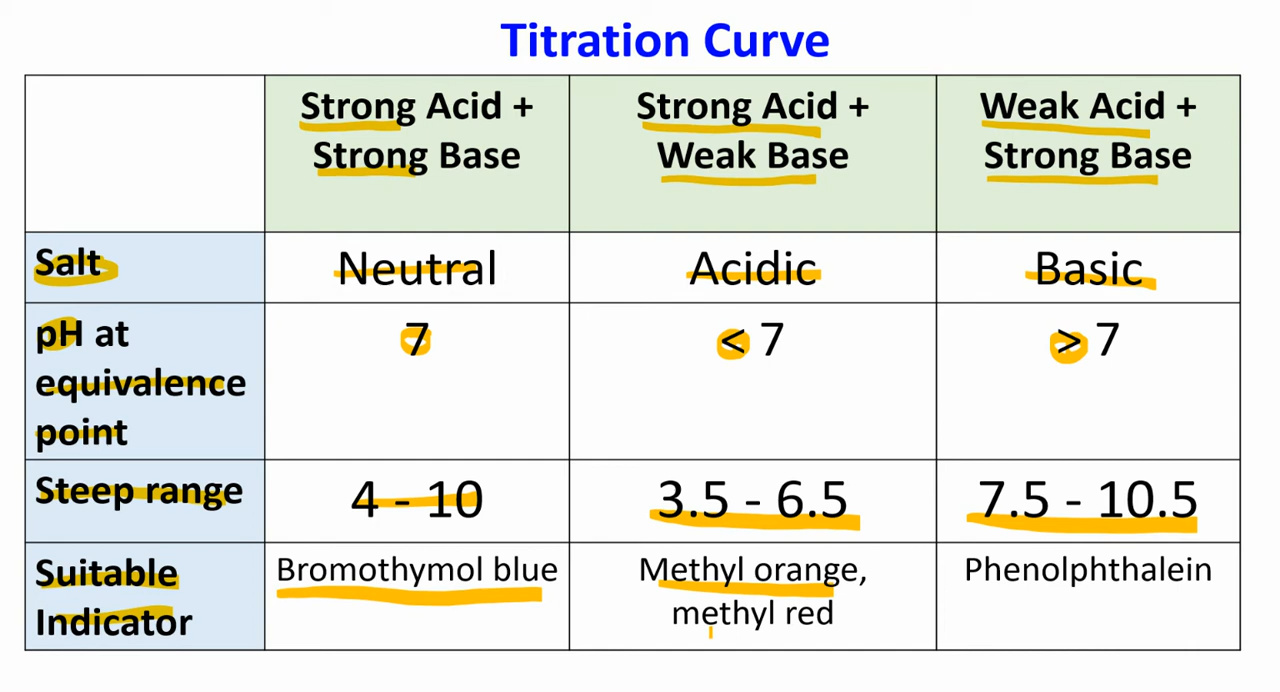 Titration Curve
Strong Acid +
Strong Base
Strong Acid +
Weak Base
Weak Acid +
Strong Base
Salt
Neutral
Acidic
Basic
pH at
equivalence
point
7
< 7
> 7
Steep range
4 - 10
3.5 - 6.5
7.5 - 10.5
Suitable
Indicator
Bromothymol blue
Methyl orange,
methyl red
Phenolphthalein